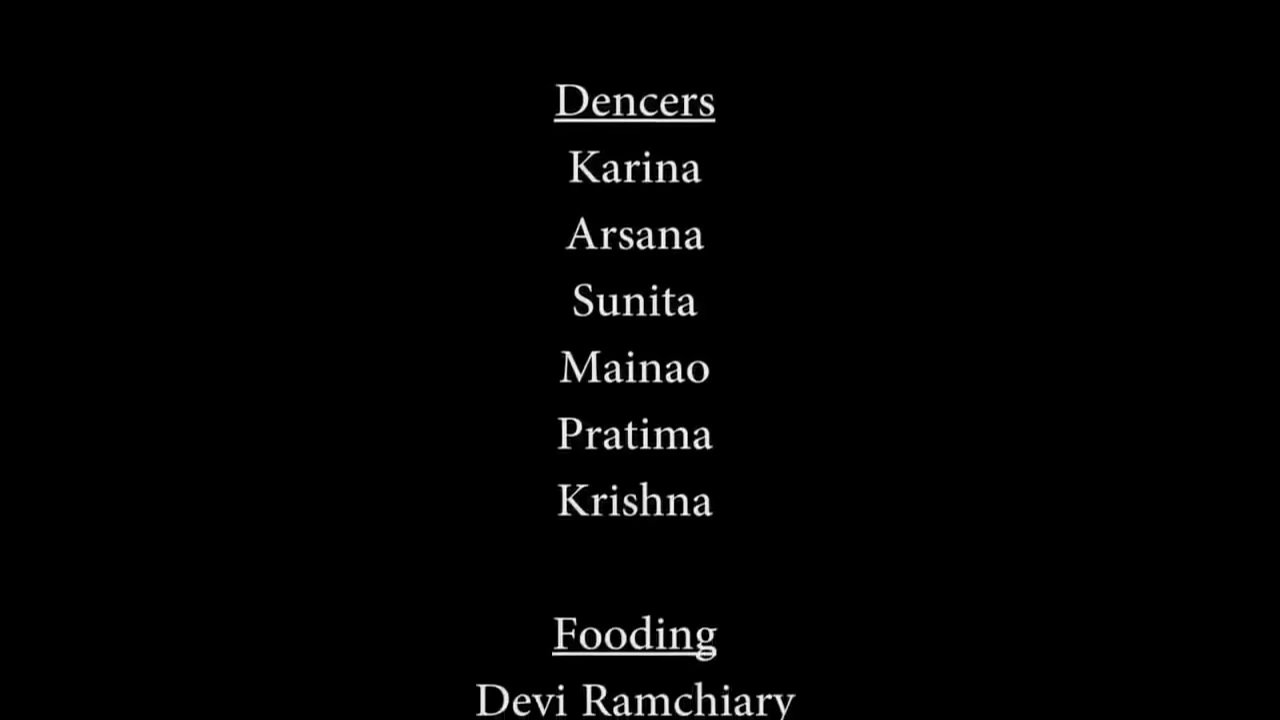 Dencers
Karina
Arsana
Sunita
Mainao
Pratima
Krishna
Fooding
Devi Ramchiary